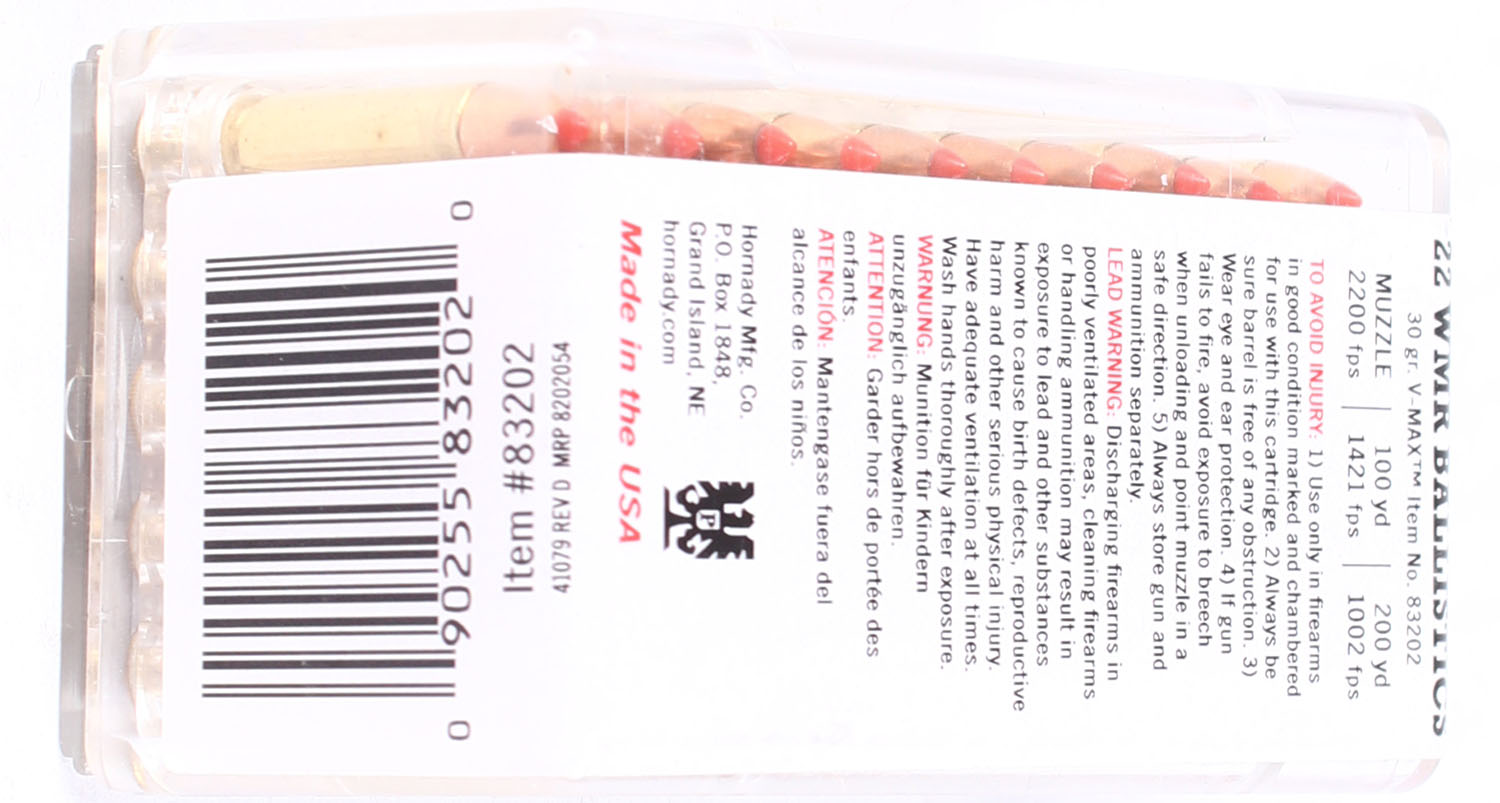 22 WMR BALLISTICS
30 gr. V-MAX™ Item No. 83202
MUZZLE | 100 yd | 200 yd
2200 fps | 1421 fps | 1002 fps
TO AVOID INJURY: 1) Use only in firearms
in good condition marked and chambered
for use with this cartridge. 2) Always be
sure barrel is free of any obstruction. 3)
Wear eye and ear protection. 4) If gun
fails to fire, avoid exposure to breech
when unloading and point muzzle in a
safe direction. 5) Always store gun and
ammunition separately.
LEAD WARNING: Discharging firearms in
poorly ventilated areas, cleaning firearms
or handling ammunition may result in
exposure to lead and other substances
known to cause birth defects, reproductive
harm and other serious physical injury.
Have adequate ventilation at all times.
Wash hands thoroughly after exposure.
WARNUNG: Munition für Kindern
unzugänglich aufbewahren.
ATTENTION: Garder hors de portée des
enfants.
ATENCIÓN: Mantengase fuera del
alcance de los niños.
Hornady Mfg. Co.
P.O. Box 1848,
Grand Island, NE
hornady.com
P
Made in the USA
41079 REV D MRP 8202054
Item #83202
0 90255 83202 0